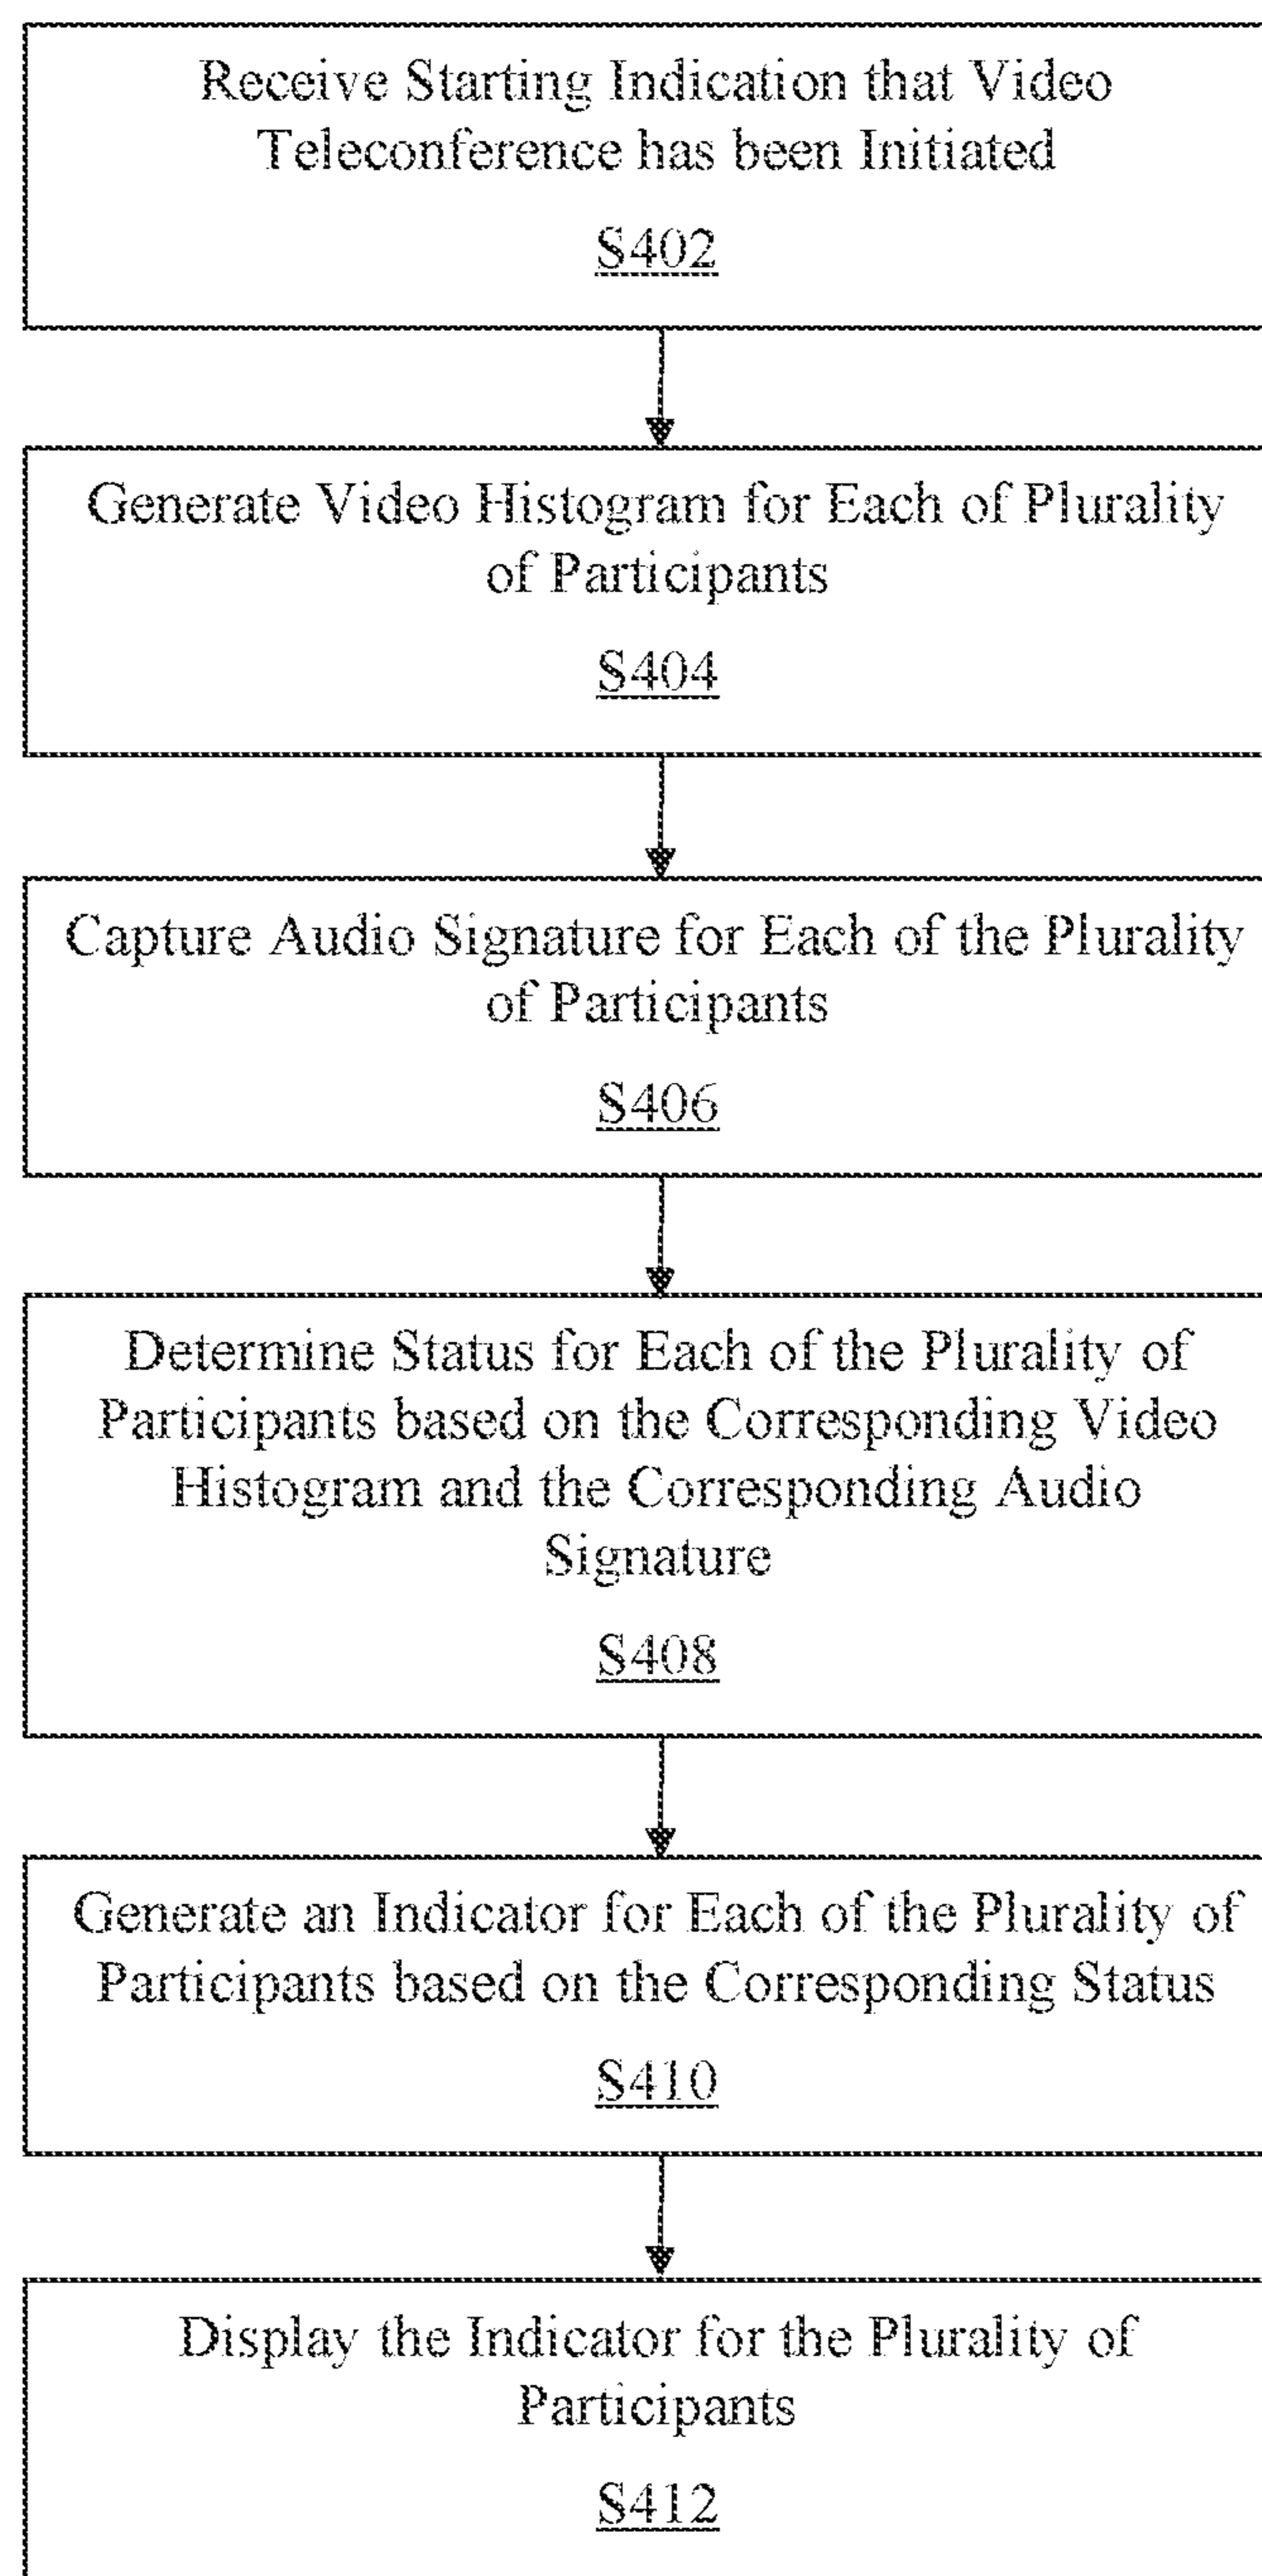 Receive Starting Indication that Video
Teleconference has been Initiated
S402
Generate Video Histogram for Each of Plurality
of Participants
S404
Capture Audio Signature for Each of the Plurality
of Participants
S406
Determine Status for Each of the Plurality of
Participants based on the Corresponding Video
Histogram and the Corresponding Audio
Signature
S408
Generate an Indicator for Each of the Plurality of
Participants based on the Corresponding Status
S410
Display the Indicator for the Plurality of
Participants
S412